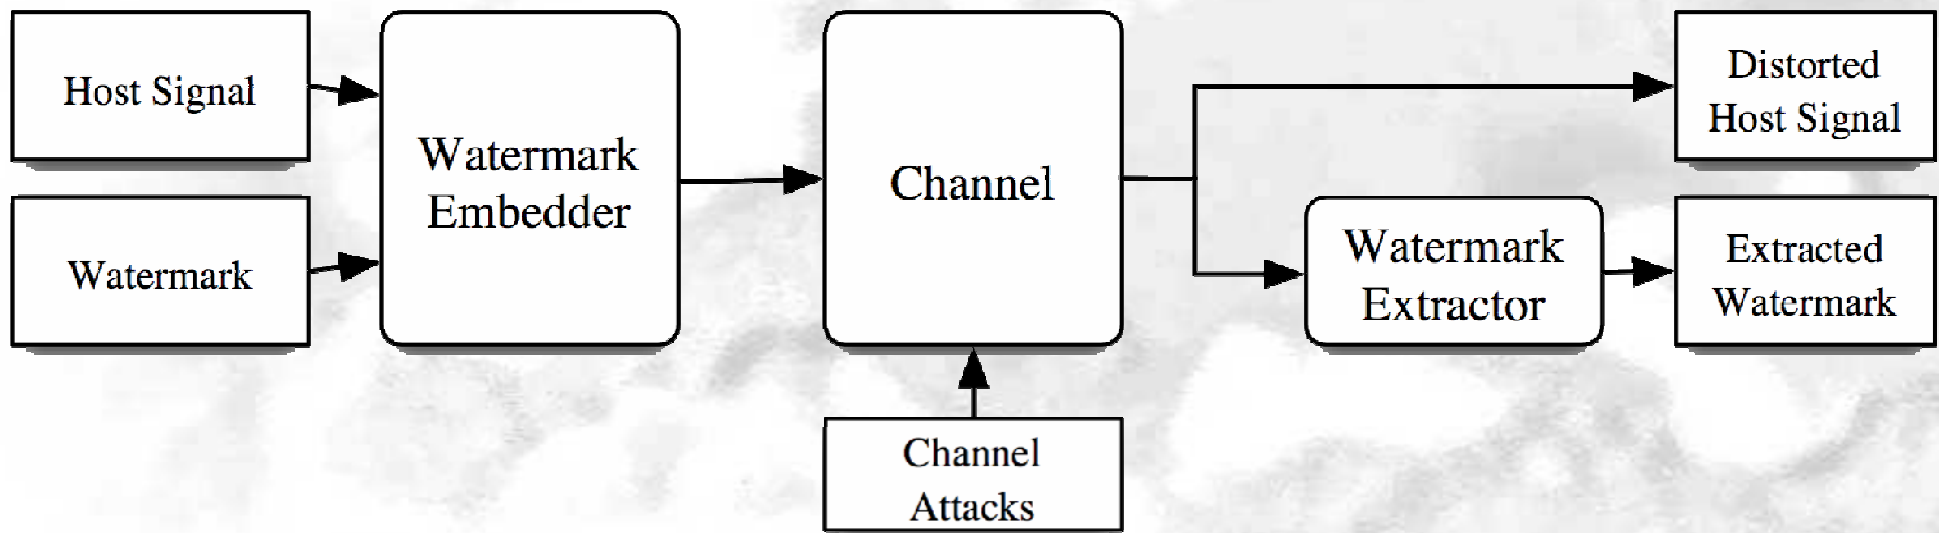 Host Signal
Watermark
Watermark
Embedder
Channel
Channel
Attacks
Distorted
Host Signal
Watermark
Extractor
Extracted
Watermark